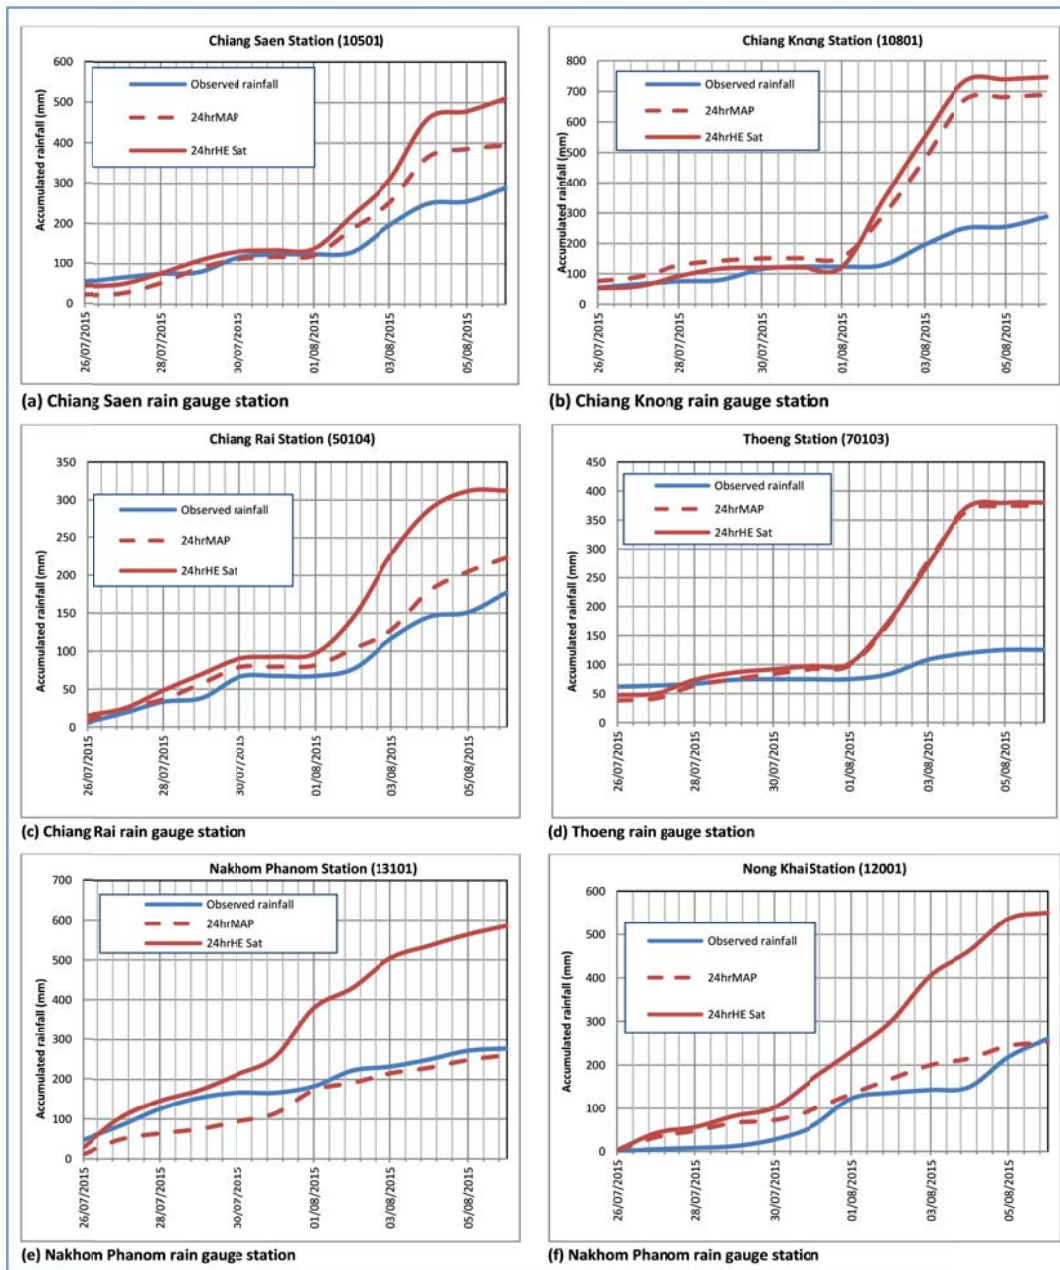 Chiang Saen Station (10501)
Accumulated rainfall (mm)
600
500
400
300
200
100
0
Observed rainfall
24hrMAP
24hrHE Sat
26/07/2015
28/07/2015
30/07/2015
01/08/2015
03/08/2015
05/08/2015
(a) Chiang Saen rain gauge station
Chiang Knong Station (10801)
Accumulated rainfall (mm)
800
700
600
500
400
300
200
100
0
Observed rainfall
24hrMAP
24hrHE Sat
26/07/2015
28/07/2015
30/07/2015
01/08/2015
03/08/2015
05/08/2015
(b) Chiang Knong rain gauge station
Chiang Rai Station (50104)
Accumulated rainfall (mm)
350
300
250
200
150
100
50
0
Observed rainfall
24hrMAP
24hrHE Sat
26/07/2015
28/07/2015
30/07/2015
01/08/2015
03/08/2015
05/08/2015
(c) Chiang Rai rain gauge station
Thoeng Station (70103)
Accumulated rainfall (mm)
450
400
350
300
250
200
150
100
50
0
Observed rainfall
24hrMAP
24hrHE Sat
26/07/2015
28/07/2015
30/07/2015
01/08/2015
03/08/2015
05/08/2015
(d) Thoeng rain gauge station
Nakhom Phanom Station (13101)
Accumulated rainfall (mm)
700
600
500
400
300
200
100
0
Observed rainfall
24hrMAP
24hrHE Sat
26/07/2015
28/07/2015
30/07/2015
01/08/2015
03/08/2015
05/08/2015
(e) Nakhom Phanom rain gauge station
Nong KhaiStation (12001)
Accumulated rainfall (mm)
600
500
400
300
200
100
0
Observed rainfall
24hrMAP
24hrHE Sat
26/07/2015
28/07/2015
30/07/2015
01/08/2015
03/08/2015
05/08/2015
(f) Nakhom Phanom rain gauge station